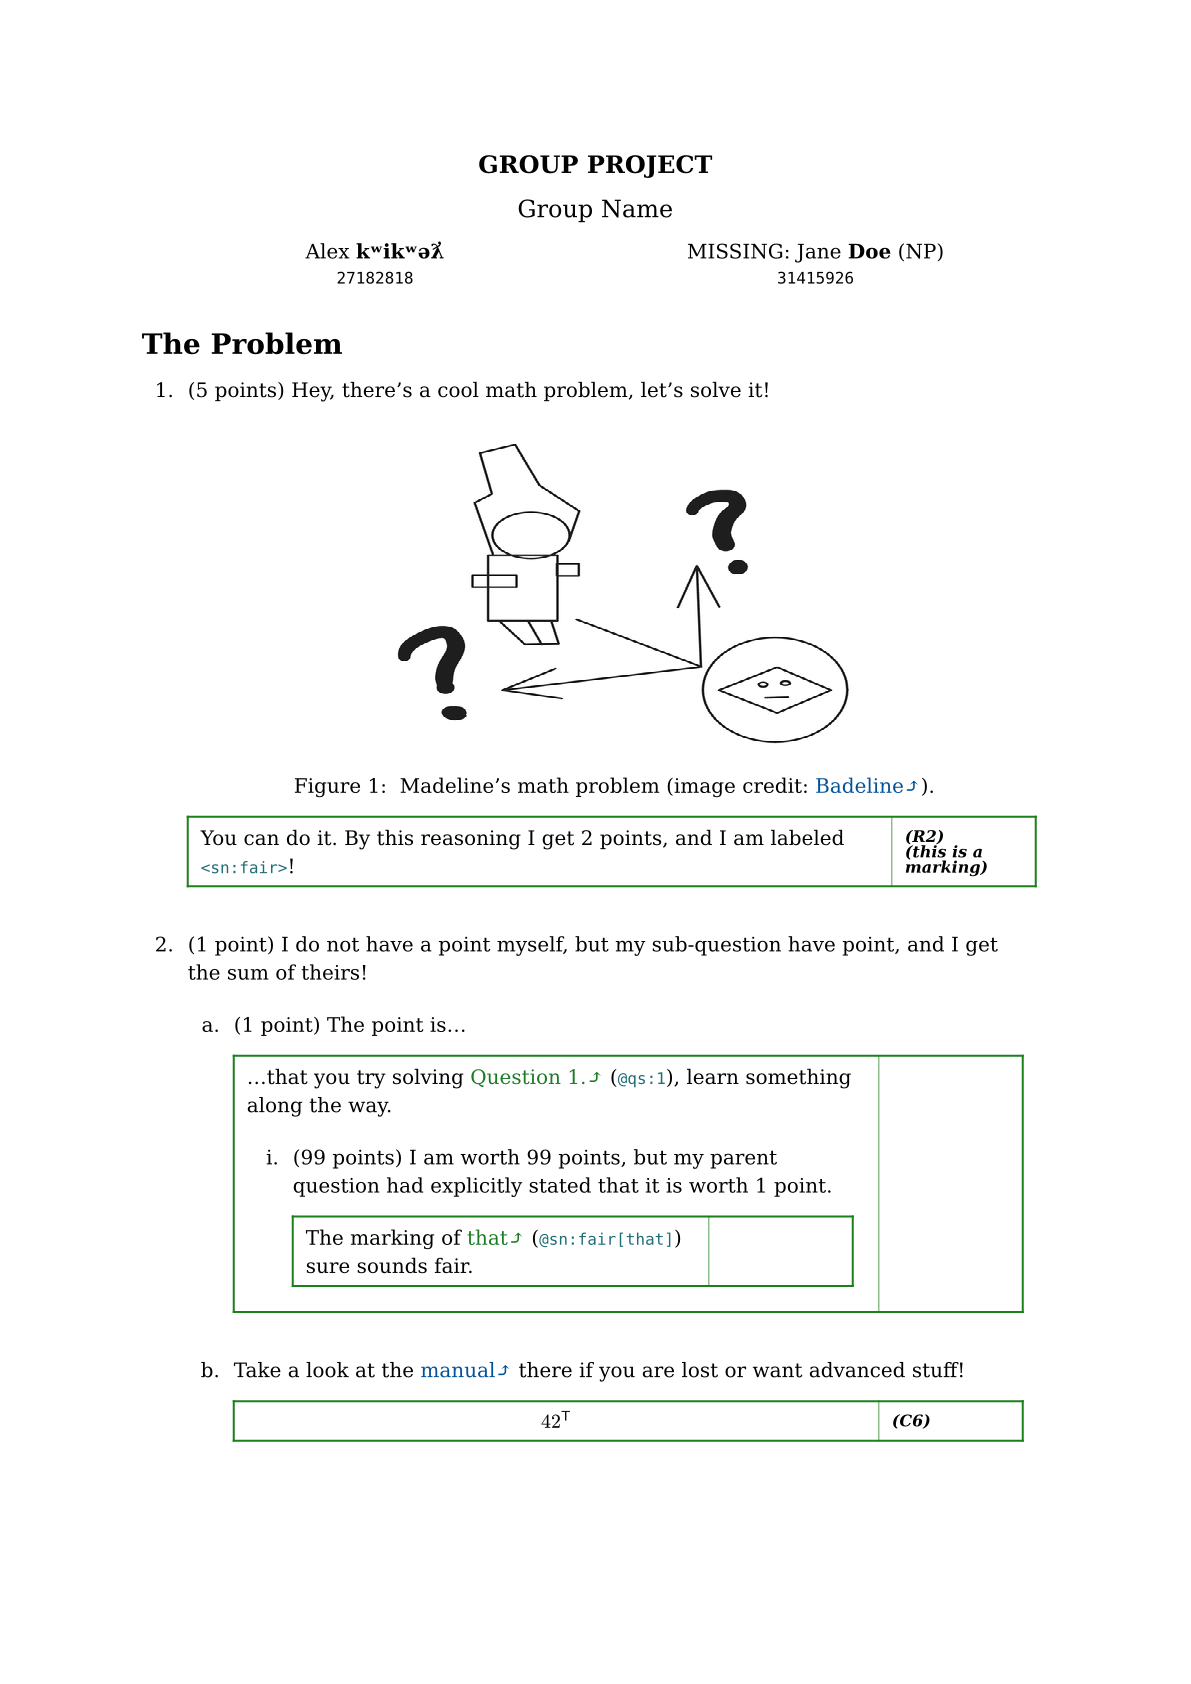 GROUP PROJECT
Group Name
Alex kʷikʷəƛ̓
27182818
MISSING: Jane Doe (NP)
31415926
The Problem
1. (5 points) Hey, there’s a cool math problem, let’s solve it!
?
?
Figure 1: Madeline’s math problem (image credit: Badeline⤴).
You can do it. By this reasoning I get 2 points, and I am labeled
<sn:fair>!
(R2)
(this is a
marking)
2. (1 point) I do not have a point myself, but my sub-question have point, and I get
the sum of theirs!
a. (1 point) The point is…
…that you try solving Question 1.⤴ (@qs:1), learn something
along the way.
i. (99 points) I am worth 99 points, but my parent
question had explicitly stated that it is worth 1 point.
The marking of that⤴ (@sn:fair[that])
sure sounds fair.
b. Take a look at the manual⤴ there if you are lost or want advanced stuff!
42ᵀ
(C6)